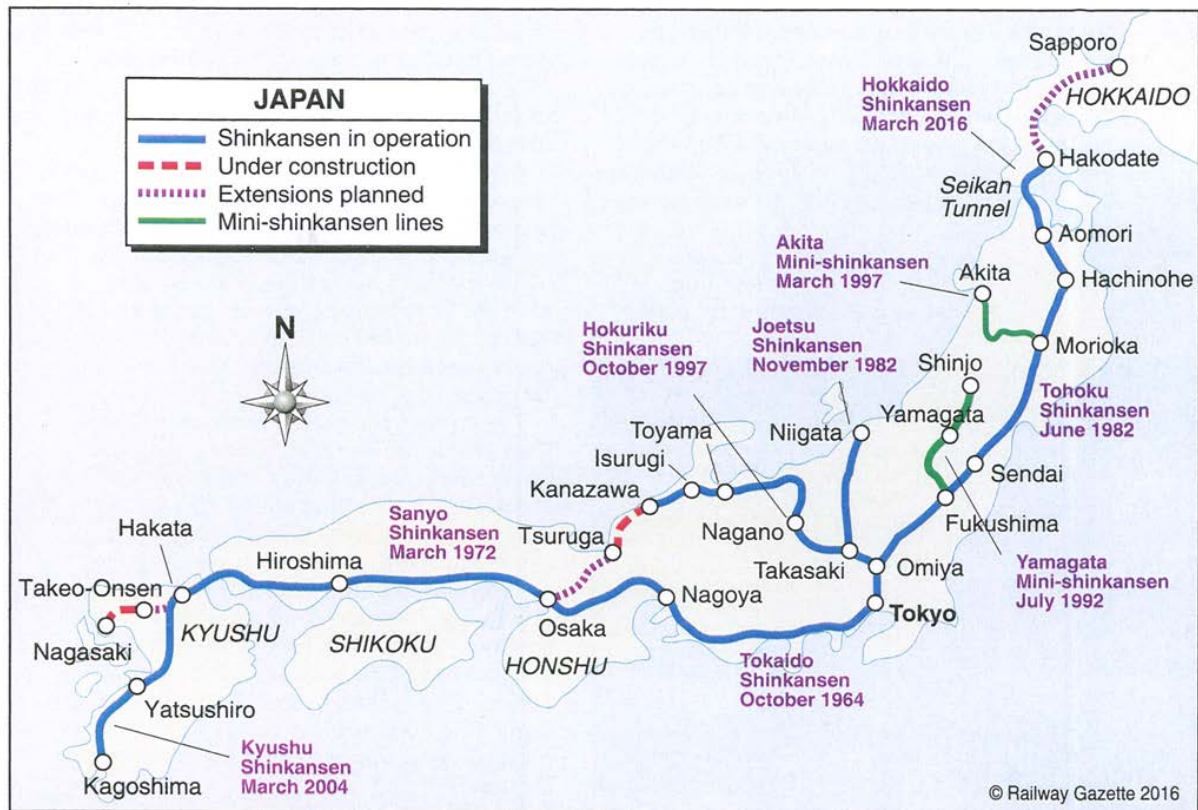 JAPAN
Shinkansen in operation
Under construction
Extensions planned
Mini-shinkansen lines
N
Sapporo
HOKKAIDO
Hokkaido
Shinkansen
March 2016
Hakodate
Seikan
Tunnel
Aomori
Akita
Mini-shinkansen
March 1997
Akita
Hachinohe
Hokuriku
Shinkansen
October 1997
Joetsu
Shinkansen
November 1982
Morioka
Shinjo
Tohoku
Shinkansen
June 1982
Yamagata
Toyama
Niigata
Isurugi
Sendai
Kanazawa
Fukushima
Sanyo
Shinkansen
March 1972
Tsuruga
Nagano
Hakata
Hiroshima
Takasaki
Omiya
Yamagata
Mini-shinkansen
July 1992
Takeo-Onsen
Nagoya
Tokyo
KYUSHU
Osaka
Nagasaki
SHIKOKU
HONSHU
Tokaido
Shinkansen
October 1964
Yatsushiro
Kyushu
Shinkansen
March 2004
Kagoshima
© Railway Gazette 2016